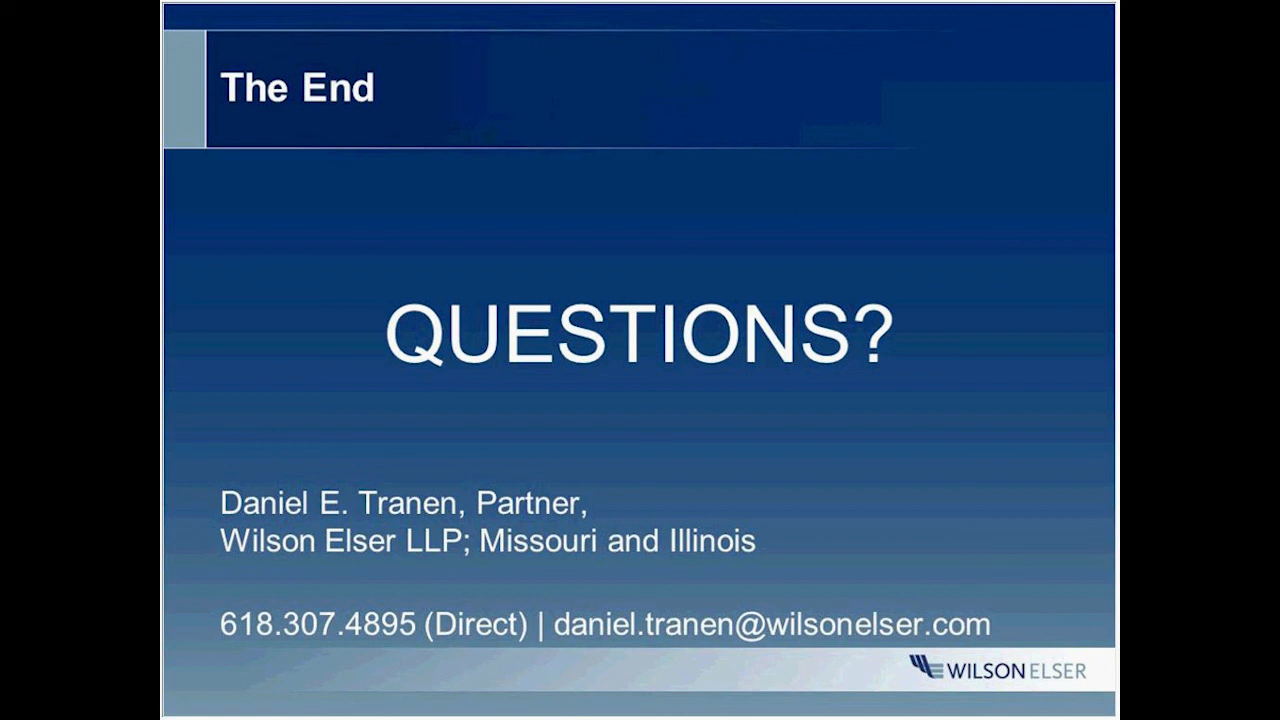 The End
QUESTIONS?
Daniel E. Tranen, Partner,
Wilson Elser LLP; Missouri and Illinois
618.307.4895 (Direct) | daniel.tranen@wilsonelser.com
WILSON ELSER